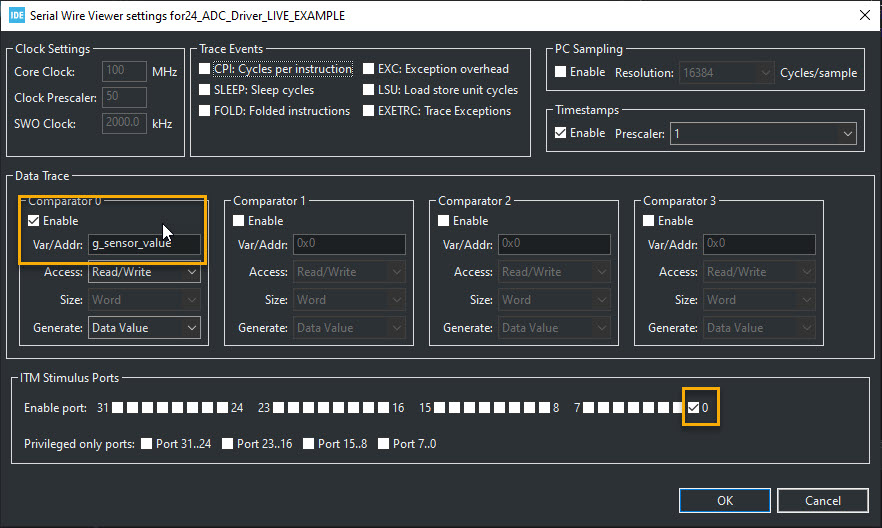 IDE Serial Wire Viewer settings for24_ADC_Driver_LIVE_EXAMPLE
Clock Settings
Core Clock: 100 MHz
Clock Prescaler: 50
SWO Clock: 2000.0 kHz
Trace Events
CPI: Cycles per instruction EXC: Exception overhead
SLEEP: Sleep cycles LSU: Load store unit cycles
FOLD: Folded instructions EXETRC: Trace Exceptions
PC Sampling
Enable Resolution: 16384 Cycles/sample
Timestamps
Enable Prescaler: 1
Data Trace
Comparator 0
Enable
Var/Addr: g_sensor_value
Access: Read/Write
Size: Word
Generate: Data Value
Comparator 1
Enable
Var/Addr: 0x0
Access: Read/Write
Size: Word
Generate: Data Value
Comparator 2
Enable
Var/Addr: 0x0
Access: Read/Write
Size: Word
Generate: Data Value
Comparator 3
Enable
Var/Addr: 0x0
Access: Read/Write
Size: Word
Generate: Data Value
ITM Stimulus Ports
Enable port: 31 24 23 16 15 8 7 0
Privileged only ports: Port 31..24 Port 23..16 Port 15..8 Port 7..0
OK Cancel